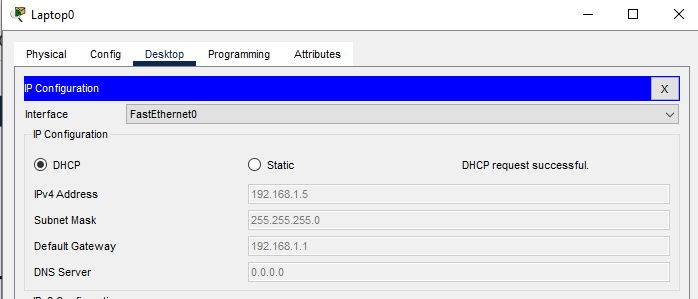 Laptop0
Physical Config Desktop Programming Attributes
IP Configuration X
Interface FastEthernet0
IP Configuration
DHCP Static DHCP request successful.
IPv4 Address 192.168.1.5
Subnet Mask 255.255.255.0
Default Gateway 192.168.1.1
DNS Server 0.0.0.0